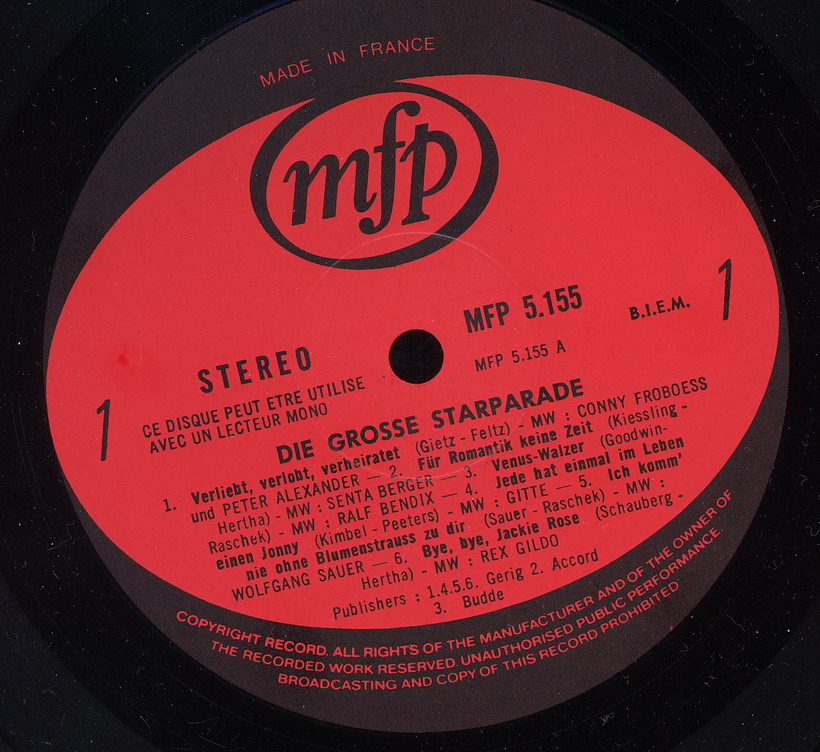 MADE IN FRANCE
mfp
MFP 5.155
B.I.E.M.
1
STEREO
MFP 5.155 A
1
CE DISQUE PEUT ETRE UTILISE
AVEC UN LECTEUR MONO
DIE GROSSE STARPARADE
1. Verliebt, verlobt, verheiratet (Gietz - Feltz) - MW : CONNY FROBOESS
und PETER ALEXANDER — 2. Für Romantik keine Zeit (Kiessling -
Hertha) - MW : SENTA BERGER — 3. Venus-Walzer (Goodwin-
Raschek) - MW : RALF BENDIX — 4. Jede hat einmal im Leben
einen Jonny (Kimbel - Peeters) - MW : GITTE — 5. Ich komm'
nie ohne Blumenstrauss zu dir (Sauer - Raschek) - MW :
WOLFGANG SAUER — 6. Bye, bye, Jackie Rose (Schauberg -
Hertha) - MW : REX GILDO
Publishers : 1.4.5.6. Gerig 2. Accord
3. Budde
COPYRIGHT RECORD. ALL RIGHTS OF THE MANUFACTURER AND OF THE OWNER OF
THE RECORDED WORK RESERVED UNAUTHORISED PUBLIC PERFORMANCE.
BROADCASTING AND COPY OF THIS RECORD PROHIBITED